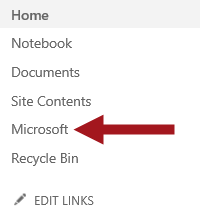 Home
Notebook
Documents
Site Contents
Microsoft
Recycle Bin
EDIT LINKS